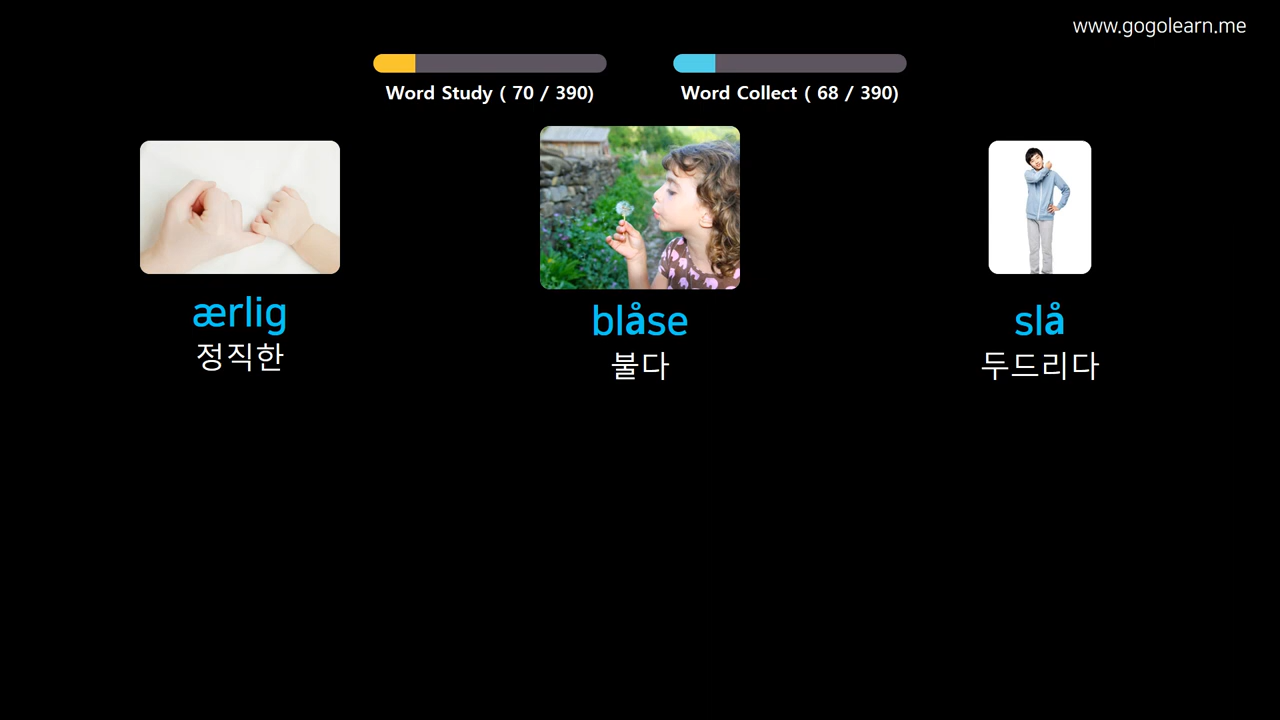 www.gogolearn.me
Word Study ( 70 / 390)
Word Collect ( 68 / 390)
ærlig
정직한
blåse
불다
slå
두드리다